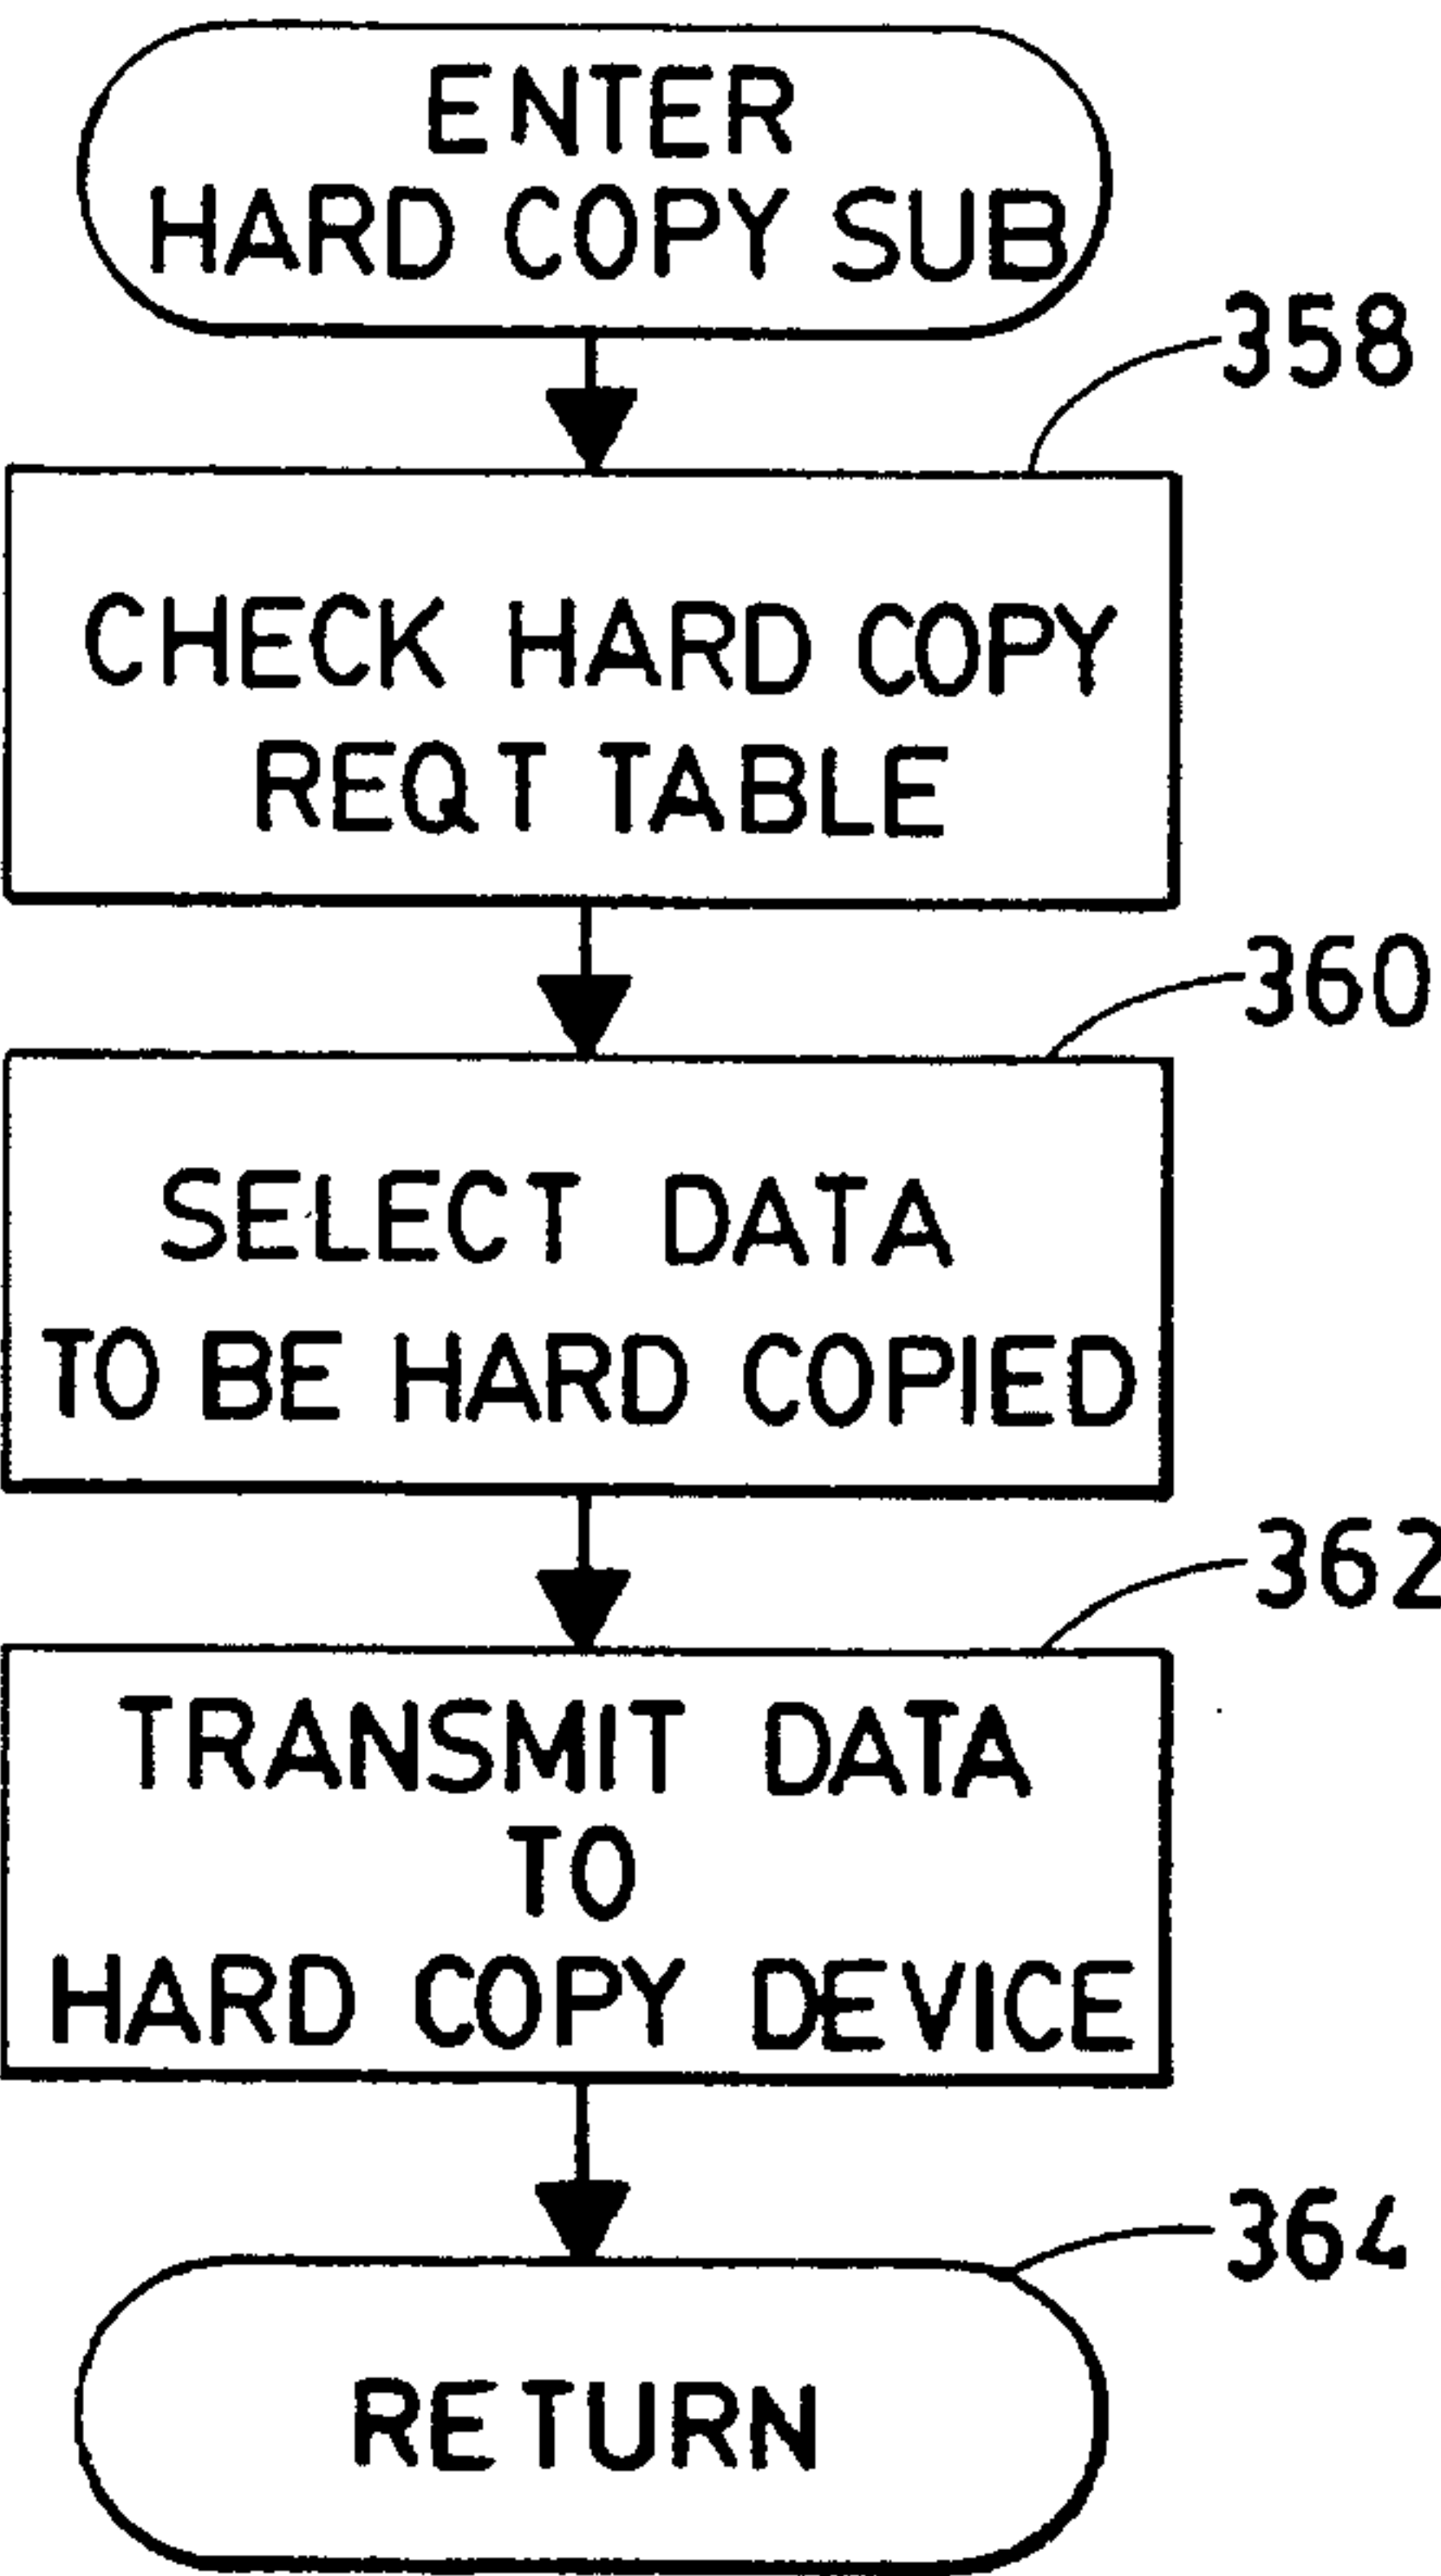 ENTER
HARD COPY SUB
358
CHECK HARD COPY
REQT TABLE
360
SELECT DATA
TO BE HARD COPIED
362
TRANSMIT DATA
TO
HARD COPY DEVICE
364
RETURN